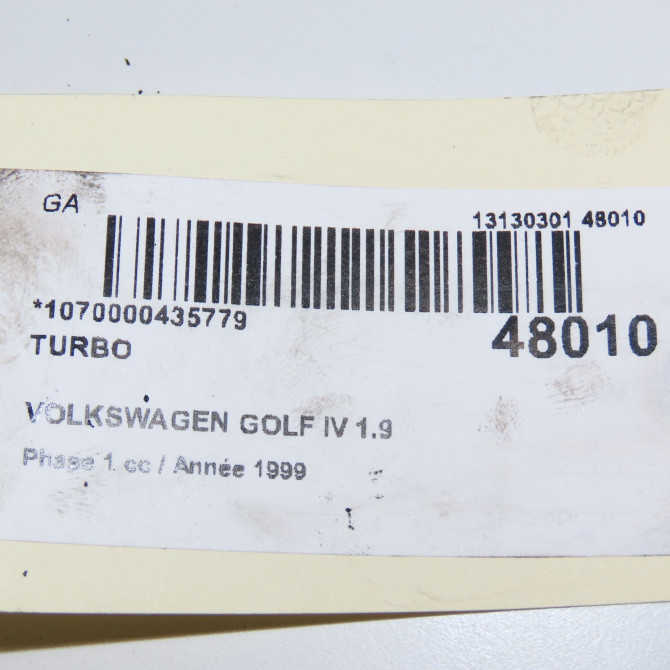 GA
13130301 48010
*1070000435779
48010
TURBO
VOLKSWAGEN GOLF IV 1.9
Phase 1 cc / Année 1999